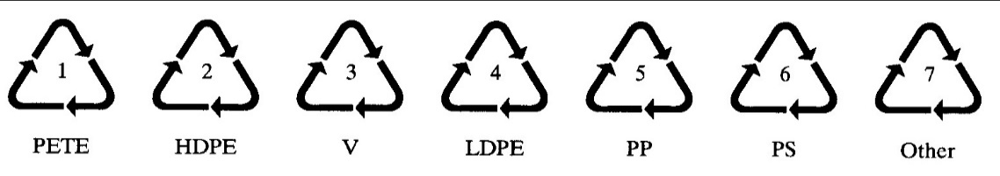 1 2 3 4 5 6 7
PETE HDPE V LDPE PP PS Other